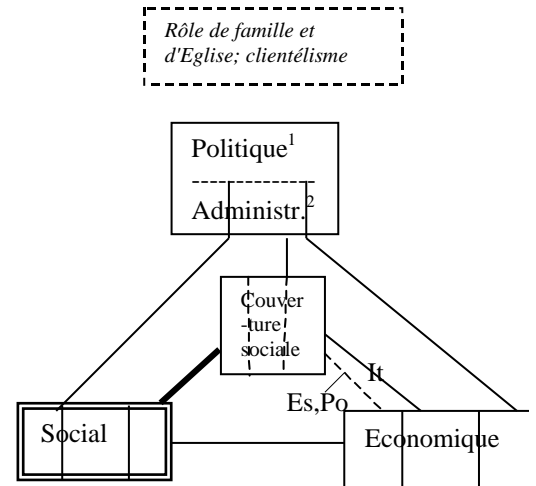 Rôle de famille et
d'Eglise; clientélisme
Politique1
Administr.2
Couver
-ture
sociale
It
Es,Po
Social
Economique